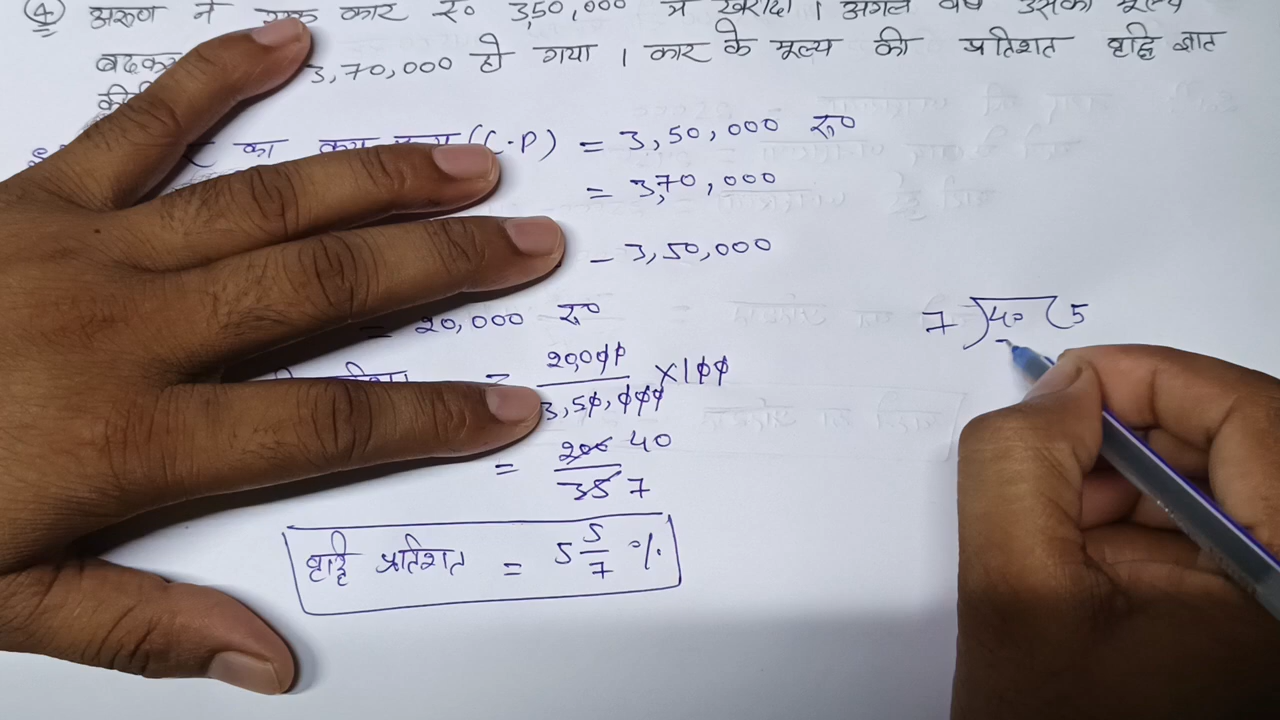 ④ अरुण ने एक कार रु० 3,50,000 में खरीदी । अगले वर्ष उसका मूल्य
बढ़कर 3,70,000 हो गया । कार के मूल्य की प्रतिशत वृद्धि ज्ञात
का क्रय मूल्य (C.P) = 3,50,000 रु०
= 3,70,000
- 3,50,000
= 20,000 रु०
= 20,000 / 3,50,000 ×100
= 200 40 / 35 7
वृद्धि प्रतिशत = 5 5/7 %
7 ) 40 ( 5